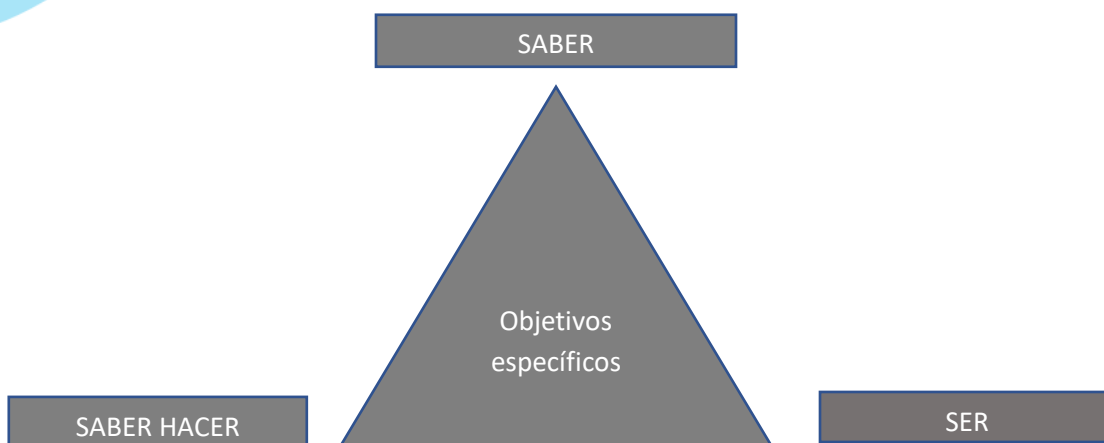 SABER
Objetivos
específicos
SABER HACER
SER